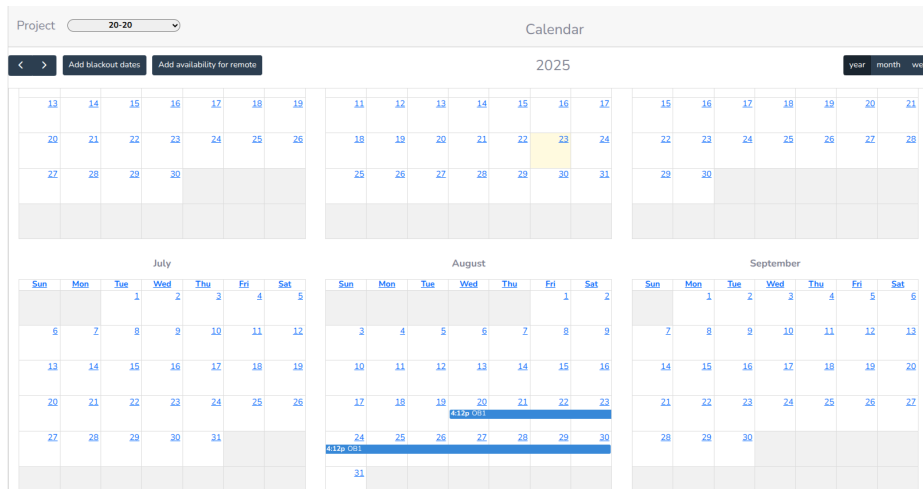 Project 20-20 Calendar
Add blackout dates Add availability for remote 2025 year month we
13 14 15 16 17 18 19 11 12 13 14 15 16 17 15 16 17 18 19 20 21
20 21 22 23 24 25 26 18 19 20 21 22 23 24 22 23 24 25 26 27 28
27 28 29 30 25 26 27 28 29 30 31 29 30
July August September
Sun Mon Tue Wed Thu Fri Sat Sun Mon Tue Wed Thu Fri Sat Sun Mon Tue Wed Thu Fri Sat
1 2 3 4 5 1 2 1 2 3 4 5 6
6 7 8 9 10 11 12 3 4 5 6 7 8 9 7 8 9 10 11 12 13
13 14 15 16 17 18 19 10 11 12 13 14 15 16 14 15 16 17 18 19 20
20 21 22 23 24 25 26 17 18 19 20 21 22 23 21 22 23 24 25 26 27
4:12p OB1
27 28 29 30 31 24 25 26 27 28 29 30 28 29 30
4:12p OB1
31